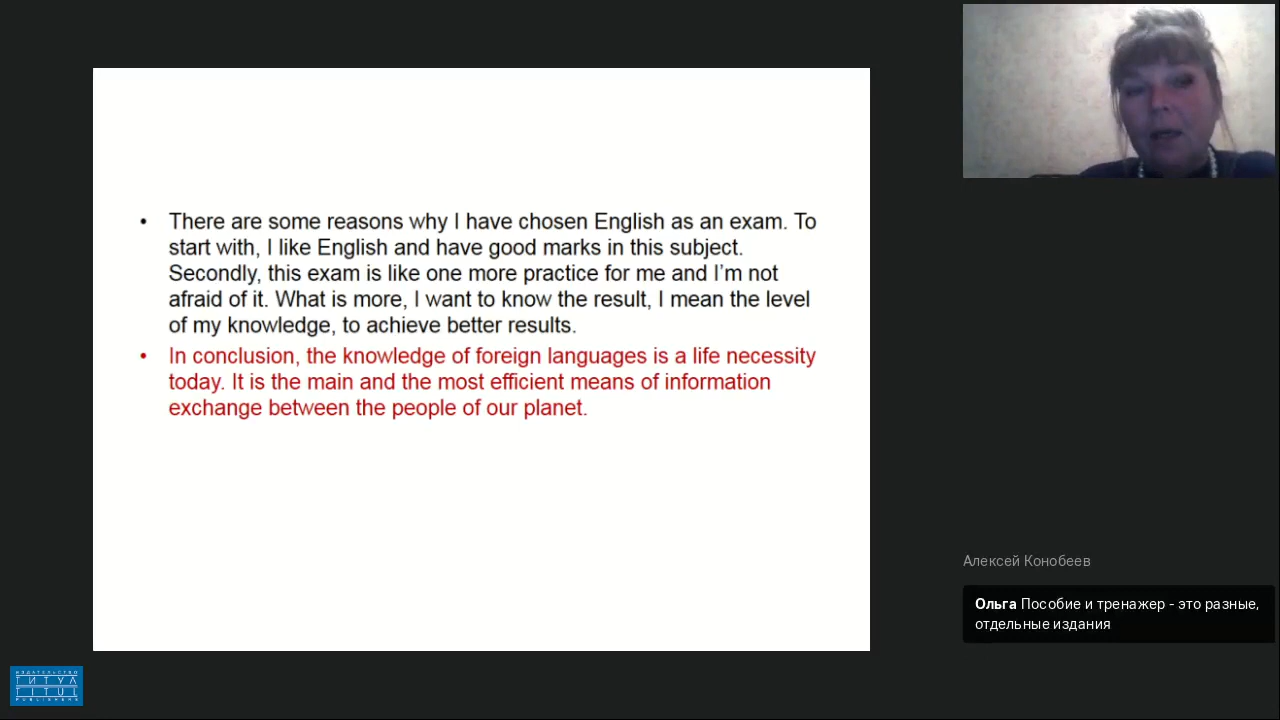 There are some reasons why I have chosen English as an exam. To
start with, I like English and have good marks in this subject.
Secondly, this exam is like one more practice for me and I'm not
afraid of it. What is more, I want to know the result, I mean the level
of my knowledge, to achieve better results.
In conclusion, the knowledge of foreign languages is a life necessity
today. It is the main and the most efficient means of information
exchange between the people of our planet.
Алексей Конобеев
Ольга Пособие и тренажер - это разные,
отдельные издания
ИЗДАТЕЛЬСТВО
ТИТУЛ
TITUL
PUBLISHERS